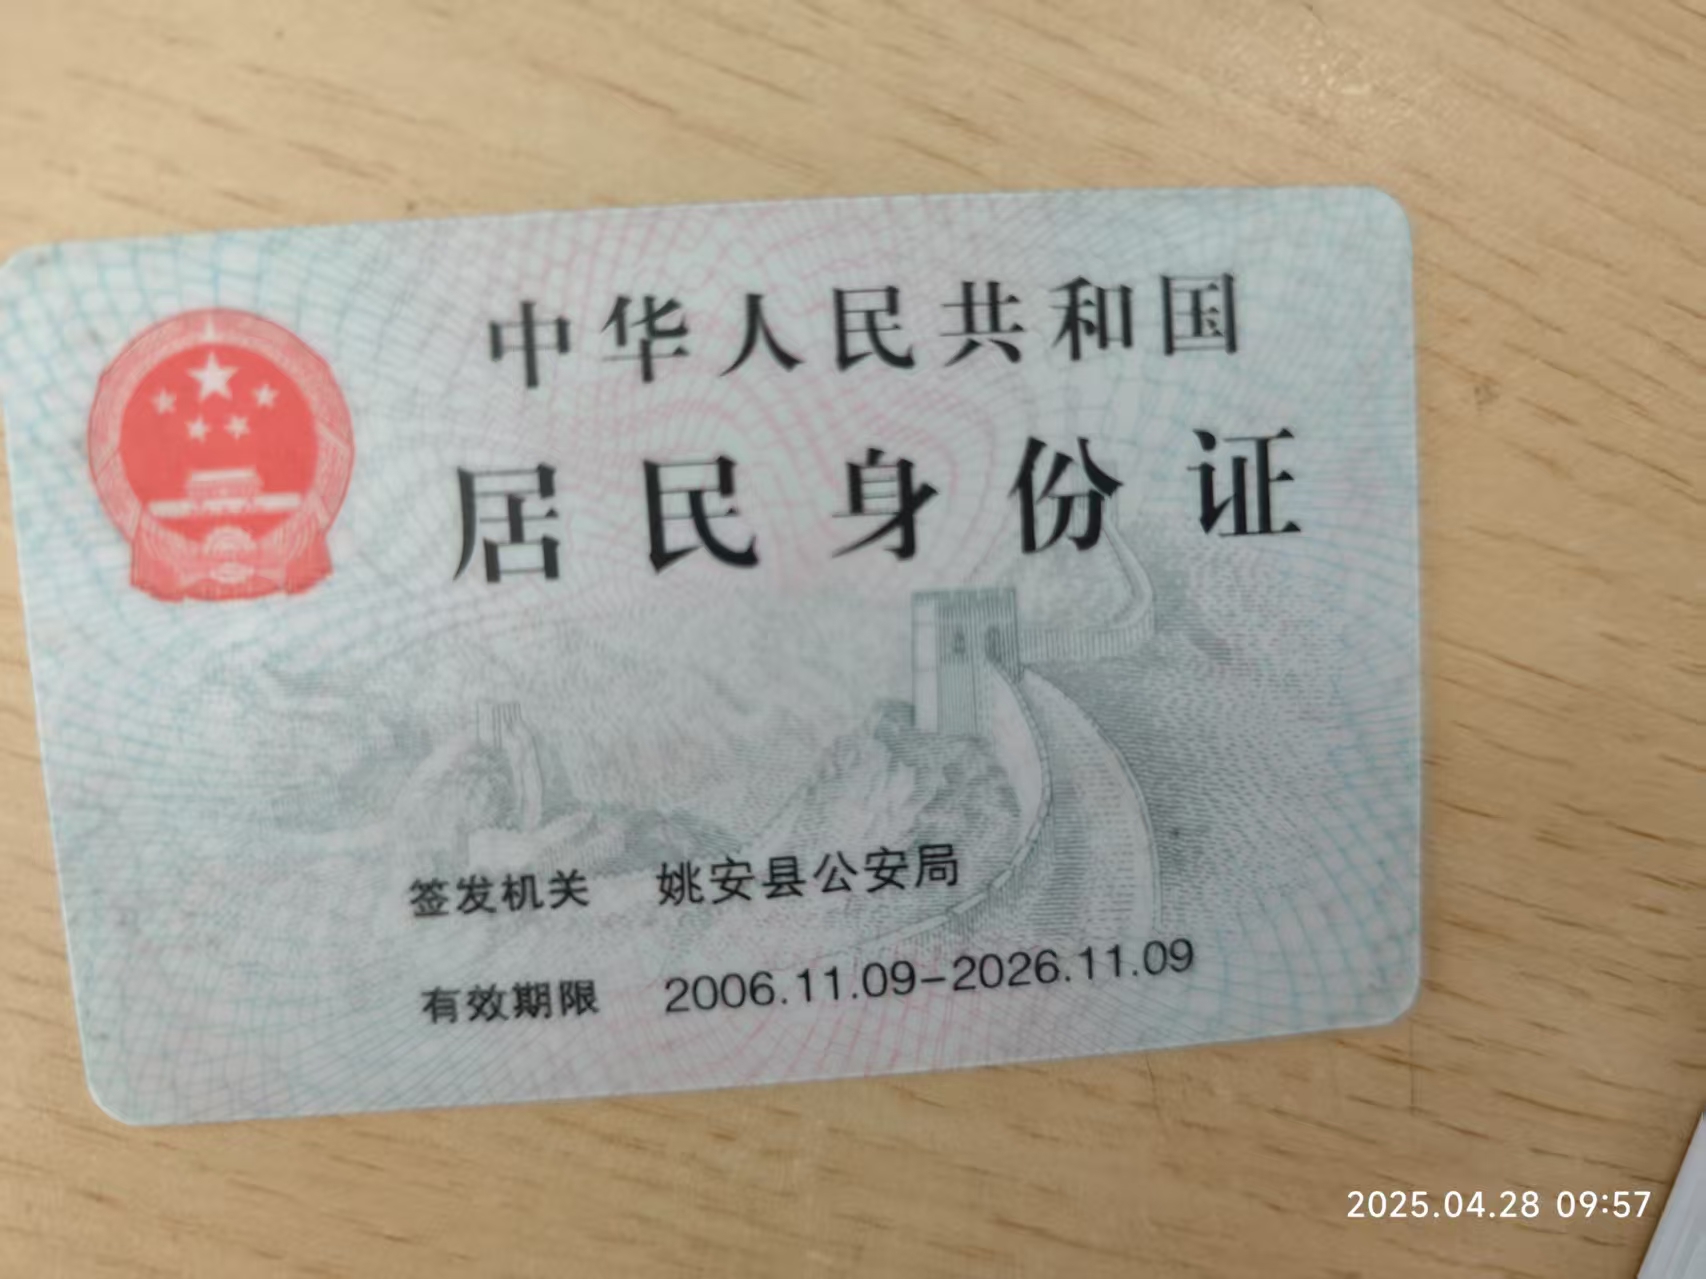 中华人民共和国
居民身份证
签发机关 姚安县公安局
有效期限 2006.11.09-2026.11.09
2025.04.28 09:57